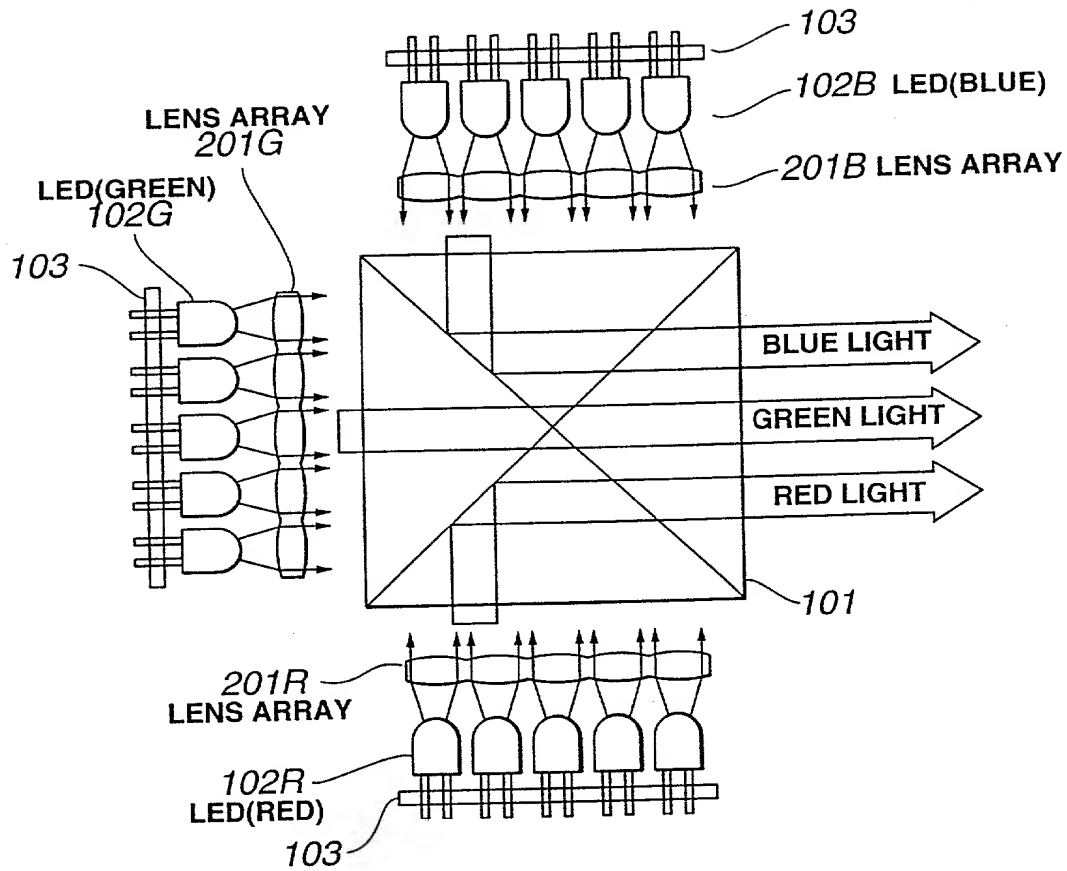 103
102B LED(BLUE)
201B LENS ARRAY
LENS ARRAY
201G
LED(GREEN)
102G
103
BLUE LIGHT
GREEN LIGHT
RED LIGHT
101
201R
LENS ARRAY
102R
LED(RED)
103